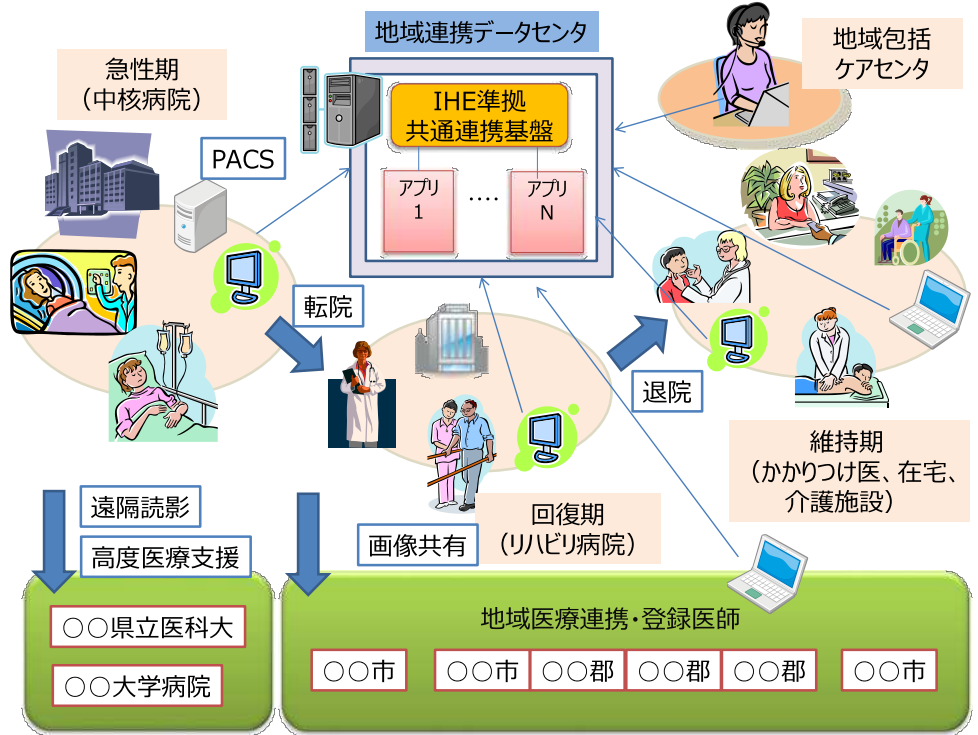 地域連携データセンタ
急性期
（中核病院）
地域包括
ケアセンタ
IHE準拠
共通連携基盤
PACS
アプリ
1
‥‥
アプリ
N
転院
退院
維持期
（かかりつけ医、在宅、
介護施設）
遠隔読影
高度医療支援
画像共有
回復期
（リハビリ病院）
○○県立医科大
○○大学病院
地域医療連携・登録医師
○○市
○○市
○○郡
○○郡
○○郡
○○市